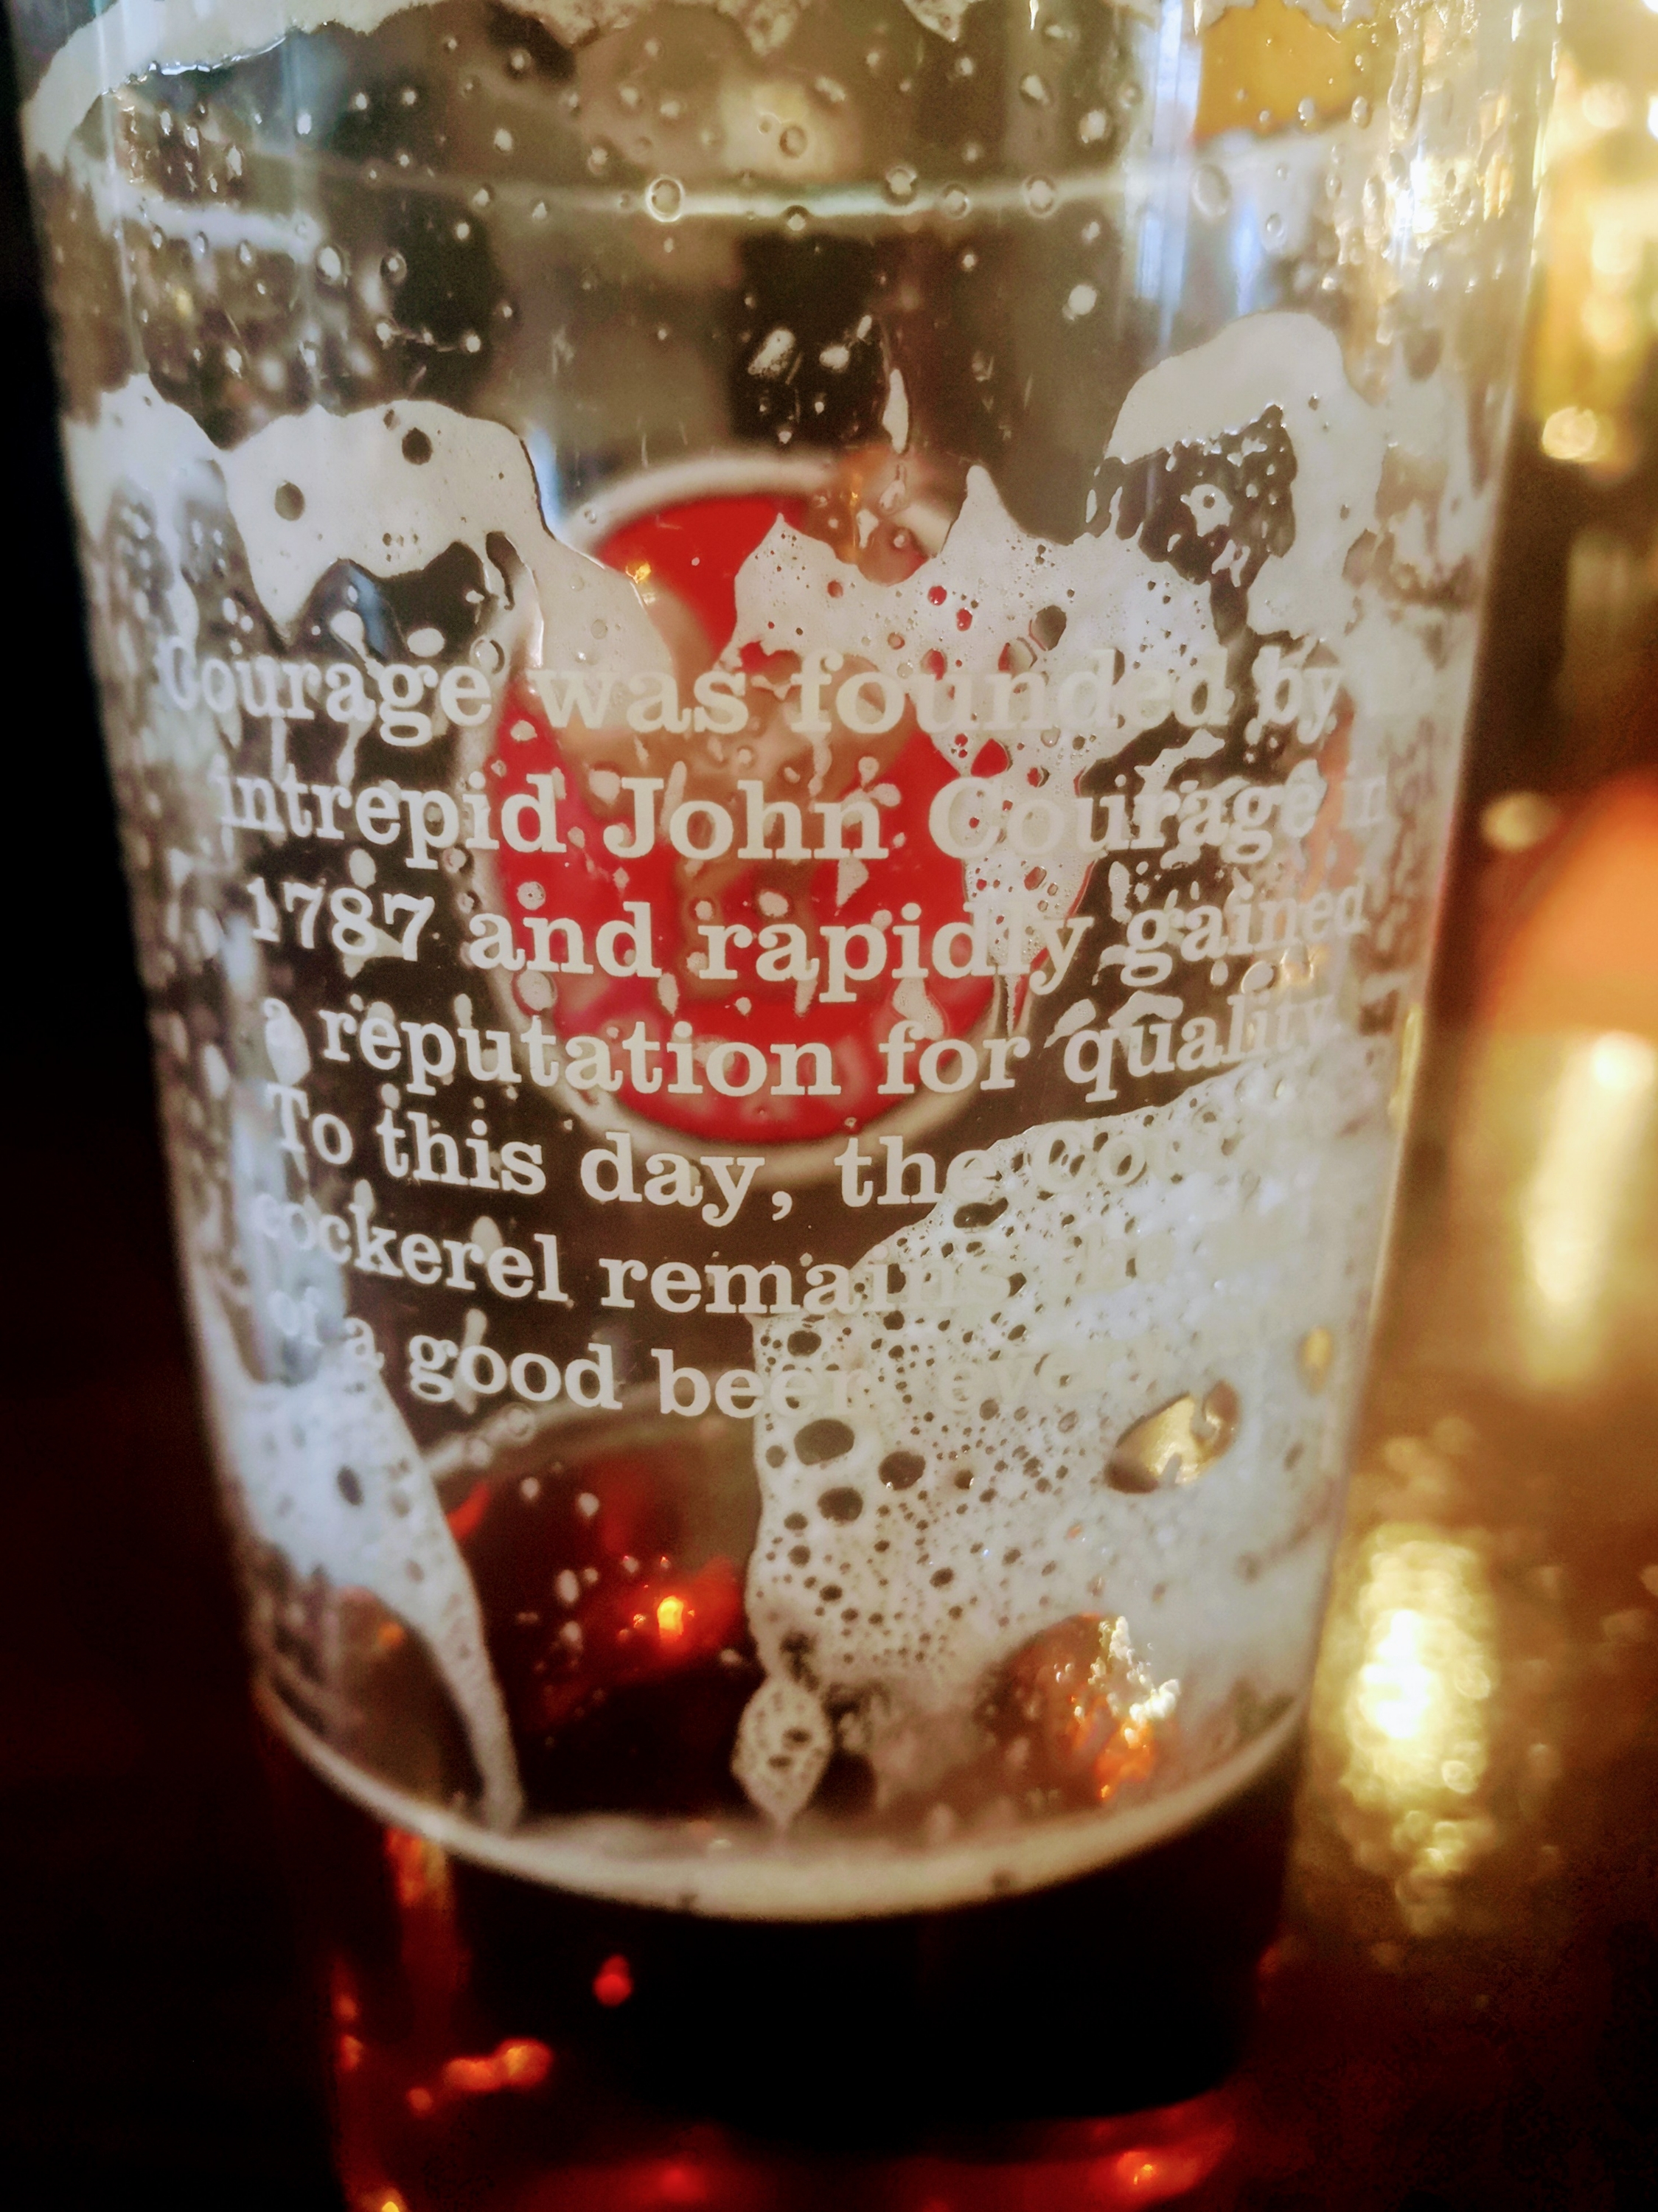 Courage was founded by
intrepid John Courage in
1787 and rapidly gained
a reputation for quality.
To this day, the
cockerel remains
of a good beer